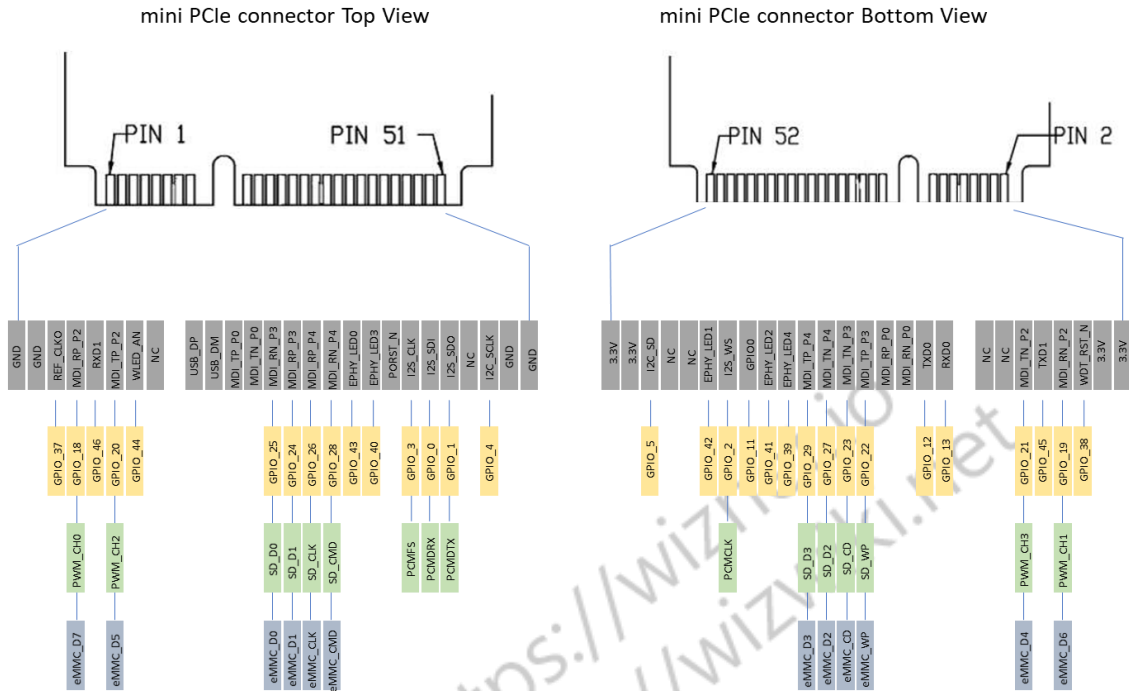 mini PCIe connector Top View
mini PCIe connector Bottom View
PIN 1
PIN 51
PIN 52
PIN 2
GND
GND
REF_CLKO
MDI_RP_P2
RXD1
MDI_TP_P2
WLED_AN
NC
USB_DP
USB_DM
MDI_TP_P0
MDI_TN_P0
MDI_RN_P3
MDI_RP_P3
MDI_RP_P4
MDI_RN_P4
EPHY_LED0
EPHY_LED3
PORST_N
I2S_CLK
I2S_SDI
I2S_SDO
NC
I2C_SCLK
GND
GND
3.3V
3.3V
I2C_SD
NC
NC
EPHY_LED1
I2S_WS
GPIO0
EPHY_LED2
EPHY_LED4
MDI_TP_P4
MDI_TN_P4
MDI_TN_P3
MDI_TP_P3
MDI_RP_P0
MDI_RN_P0
TXD0
RXD0
NC
NC
MDI_TN_P2
TXD1
MDI_RN_P2
WDT_RST_N
3.3V
3.3V
GPIO_37
GPIO_18
GPIO_46
GPIO_20
GPIO_44
GPIO_25
GPIO_24
GPIO_26
GPIO_28
GPIO_43
GPIO_40
GPIO_3
GPIO_0
GPIO_1
GPIO_4
GPIO_5
GPIO_42
GPIO_2
GPIO_11
GPIO_41
GPIO_39
GPIO_29
GPIO_27
GPIO_23
GPIO_22
GPIO_12
GPIO_13
GPIO_21
GPIO_45
GPIO_19
GPIO_38
PWM_CH0
PWM_CH2
SD_D0
SD_D1
SD_CLK
SD_CMD
PCMFS
PCMDRX
PCMDTX
PCMCLK
SD_D3
SD_D2
SD_CD
SD_WP
PWM_CH3
PWM_CH1
eMMC_D7
eMMC_D5
eMMC_D0
eMMC_D1
eMMC_CLK
eMMC_CMD
eMMC_D3
eMMC_D2
eMMC_CD
eMMC_WP
eMMC_D4
eMMC_D6